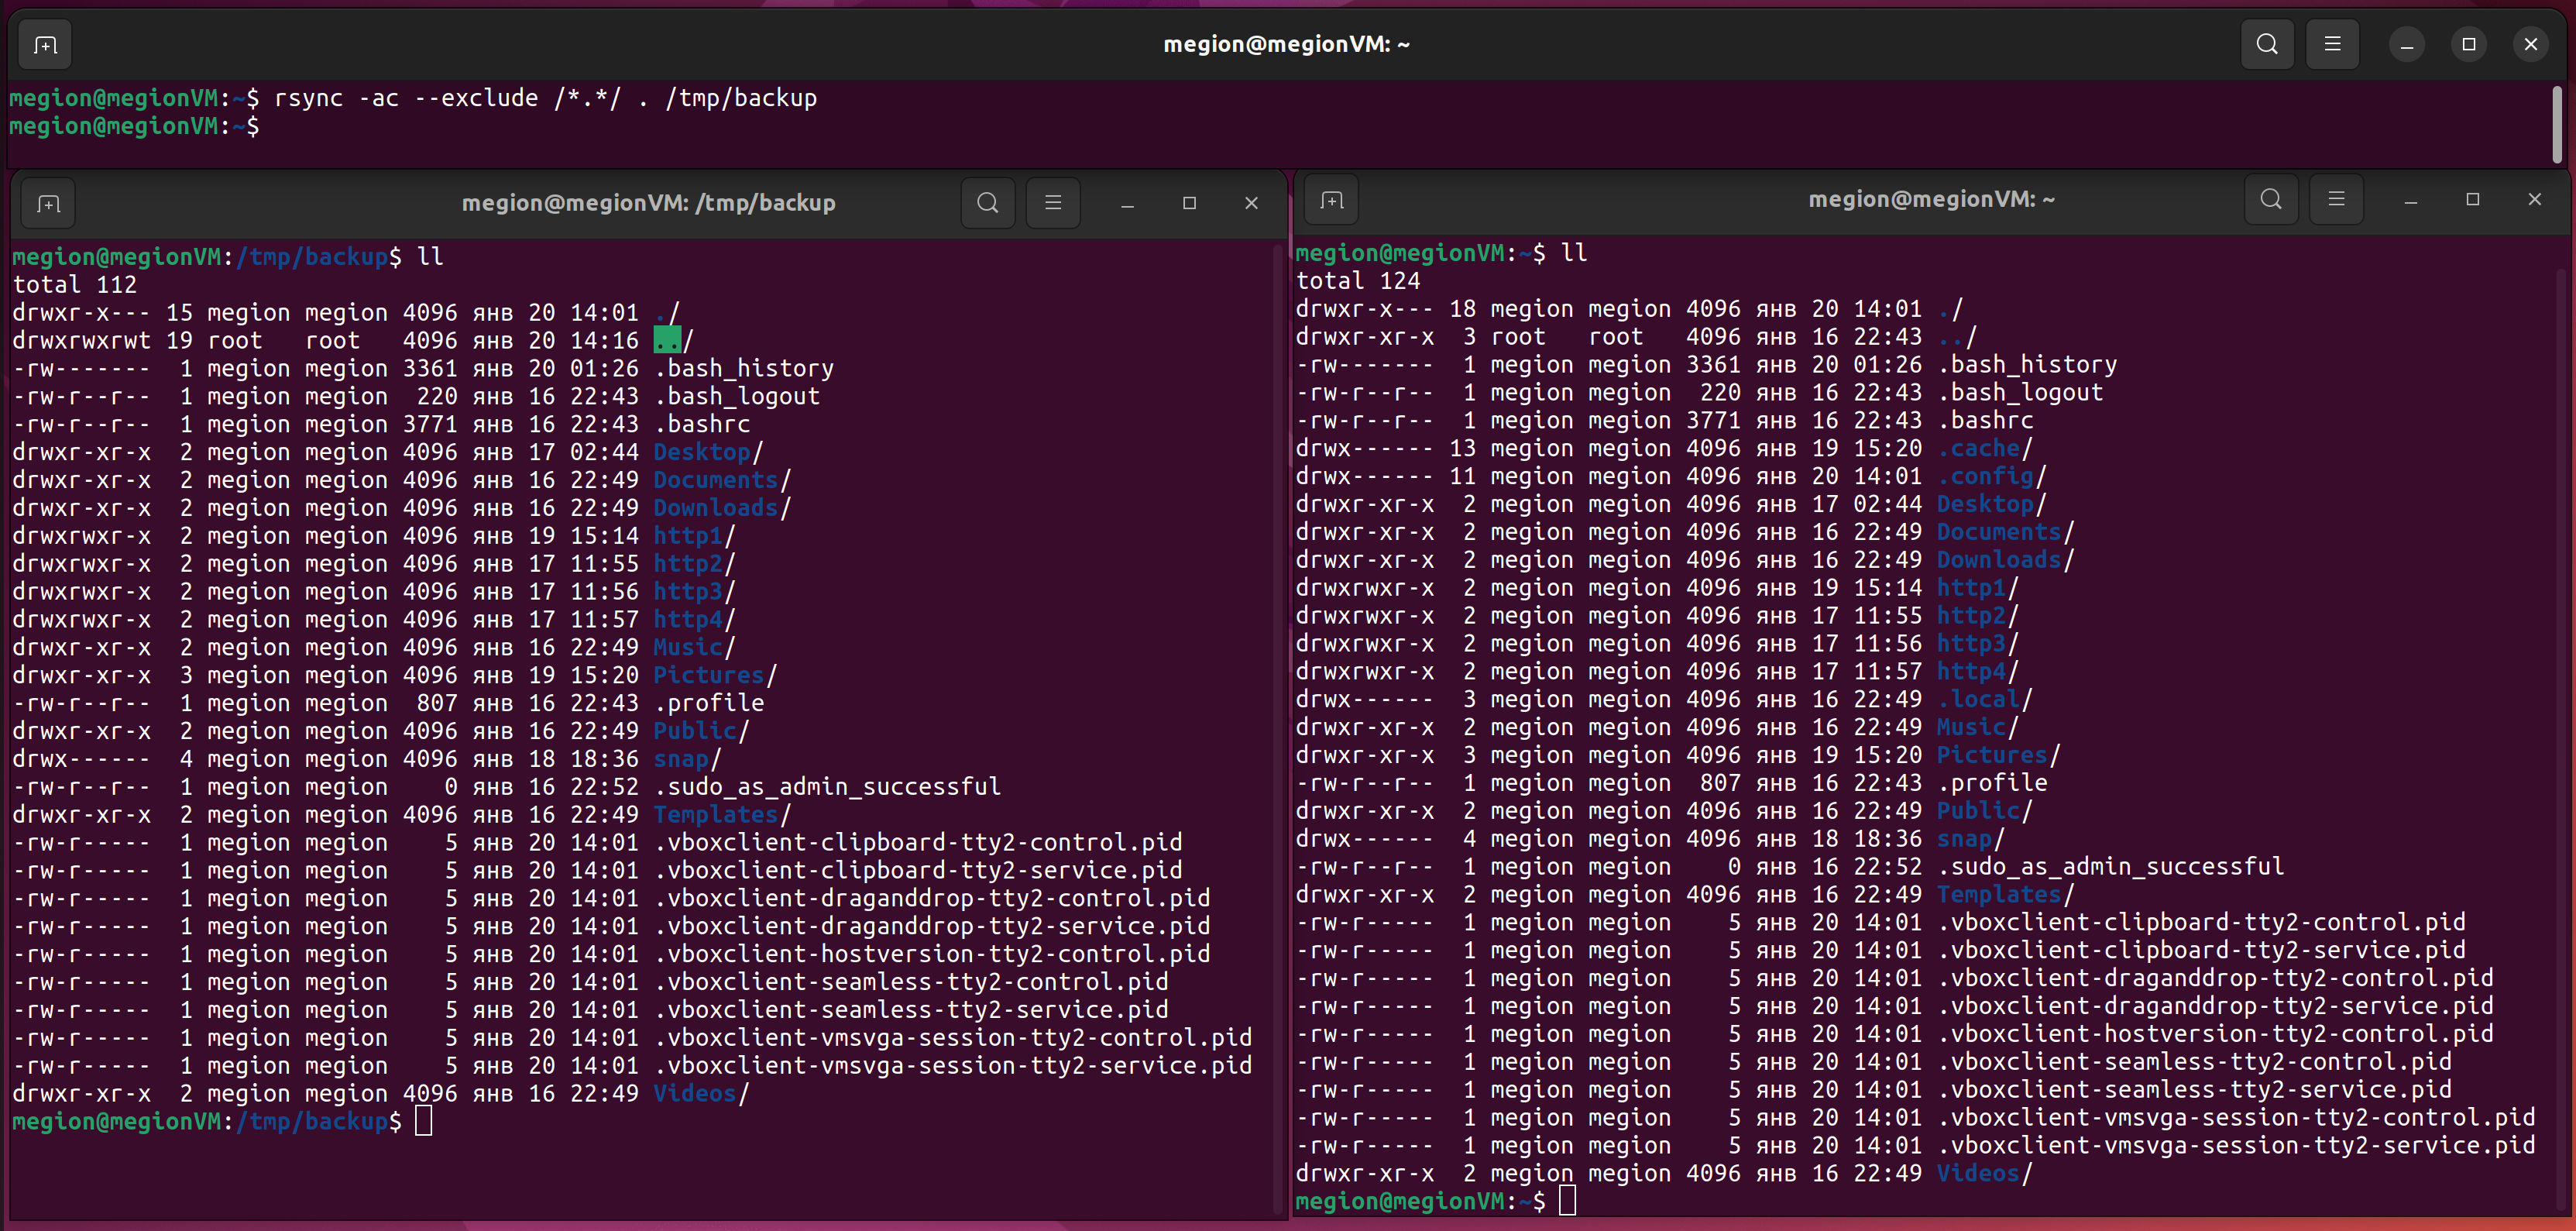 megion@megionVM: ~
megion@megionVM:~$ rsync -ac --exclude /*.*/ . /tmp/backup
megion@megionVM:~$
megion@megionVM: /tmp/backup
megion@megionVM:/tmp/backup$ ll
total 112
drwxr-x--- 15 megion megion 4096 янв 20 14:01 ./
drwxrwxrwt 19 root   root   4096 янв 20 14:16 ../
-rw-------  1 megion megion 3361 янв 20 01:26 .bash_history
-rw-r--r--  1 megion megion  220 янв 16 22:43 .bash_logout
-rw-r--r--  1 megion megion 3771 янв 16 22:43 .bashrc
drwxr-xr-x  2 megion megion 4096 янв 17 02:44 Desktop/
drwxr-xr-x  2 megion megion 4096 янв 16 22:49 Documents/
drwxr-xr-x  2 megion megion 4096 янв 16 22:49 Downloads/
drwxrwxr-x  2 megion megion 4096 янв 19 15:14 http1/
drwxrwxr-x  2 megion megion 4096 янв 17 11:55 http2/
drwxrwxr-x  2 megion megion 4096 янв 17 11:56 http3/
drwxrwxr-x  2 megion megion 4096 янв 17 11:57 http4/
drwxr-xr-x  2 megion megion 4096 янв 16 22:49 Music/
drwxr-xr-x  3 megion megion 4096 янв 19 15:20 Pictures/
-rw-r--r--  1 megion megion  807 янв 16 22:43 .profile
drwxr-xr-x  2 megion megion 4096 янв 16 22:49 Public/
drwx------  4 megion megion 4096 янв 18 18:36 snap/
-rw-r--r--  1 megion megion    0 янв 16 22:52 .sudo_as_admin_successful
drwxr-xr-x  2 megion megion 4096 янв 16 22:49 Templates/
-rw-r-----  1 megion megion    5 янв 20 14:01 .vboxclient-clipboard-tty2-control.pid
-rw-r-----  1 megion megion    5 янв 20 14:01 .vboxclient-clipboard-tty2-service.pid
-rw-r-----  1 megion megion    5 янв 20 14:01 .vboxclient-draganddrop-tty2-control.pid
-rw-r-----  1 megion megion    5 янв 20 14:01 .vboxclient-draganddrop-tty2-service.pid
-rw-r-----  1 megion megion    5 янв 20 14:01 .vboxclient-hostversion-tty2-control.pid
-rw-r-----  1 megion megion    5 янв 20 14:01 .vboxclient-seamless-tty2-control.pid
-rw-r-----  1 megion megion    5 янв 20 14:01 .vboxclient-seamless-tty2-service.pid
-rw-r-----  1 megion megion    5 янв 20 14:01 .vboxclient-vmsvga-session-tty2-control.pid
-rw-r-----  1 megion megion    5 янв 20 14:01 .vboxclient-vmsvga-session-tty2-service.pid
drwxr-xr-x  2 megion megion 4096 янв 16 22:49 Videos/
megion@megionVM:/tmp/backup$
megion@megionVM: ~
megion@megionVM:~$ ll
total 124
drwxr-x--- 18 megion megion 4096 янв 20 14:01 ./
drwxr-xr-x  3 root   root   4096 янв 16 22:43 ../
-rw-------  1 megion megion 3361 янв 20 01:26 .bash_history
-rw-r--r--  1 megion megion  220 янв 16 22:43 .bash_logout
-rw-r--r--  1 megion megion 3771 янв 16 22:43 .bashrc
drwx------ 13 megion megion 4096 янв 19 15:20 .cache/
drwx------ 11 megion megion 4096 янв 20 14:01 .config/
drwxr-xr-x  2 megion megion 4096 янв 17 02:44 Desktop/
drwxr-xr-x  2 megion megion 4096 янв 16 22:49 Documents/
drwxr-xr-x  2 megion megion 4096 янв 16 22:49 Downloads/
drwxrwxr-x  2 megion megion 4096 янв 19 15:14 http1/
drwxrwxr-x  2 megion megion 4096 янв 17 11:55 http2/
drwxrwxr-x  2 megion megion 4096 янв 17 11:56 http3/
drwxrwxr-x  2 megion megion 4096 янв 17 11:57 http4/
drwx------  3 megion megion 4096 янв 16 22:49 .local/
drwxr-xr-x  2 megion megion 4096 янв 16 22:49 Music/
drwxr-xr-x  3 megion megion 4096 янв 19 15:20 Pictures/
-rw-r--r--  1 megion megion  807 янв 16 22:43 .profile
drwxr-xr-x  2 megion megion 4096 янв 16 22:49 Public/
drwx------  4 megion megion 4096 янв 18 18:36 snap/
-rw-r--r--  1 megion megion    0 янв 16 22:52 .sudo_as_admin_successful
drwxr-xr-x  2 megion megion 4096 янв 16 22:49 Templates/
-rw-r-----  1 megion megion    5 янв 20 14:01 .vboxclient-clipboard-tty2-control.pid
-rw-r-----  1 megion megion    5 янв 20 14:01 .vboxclient-clipboard-tty2-service.pid
-rw-r-----  1 megion megion    5 янв 20 14:01 .vboxclient-draganddrop-tty2-control.pid
-rw-r-----  1 megion megion    5 янв 20 14:01 .vboxclient-draganddrop-tty2-service.pid
-rw-r-----  1 megion megion    5 янв 20 14:01 .vboxclient-hostversion-tty2-control.pid
-rw-r-----  1 megion megion    5 янв 20 14:01 .vboxclient-seamless-tty2-control.pid
-rw-r-----  1 megion megion    5 янв 20 14:01 .vboxclient-seamless-tty2-service.pid
-rw-r-----  1 megion megion    5 янв 20 14:01 .vboxclient-vmsvga-session-tty2-control.pid
-rw-r-----  1 megion megion    5 янв 20 14:01 .vboxclient-vmsvga-session-tty2-service.pid
drwxr-xr-x  2 megion megion 4096 янв 16 22:49 Videos/
megion@megionVM:~$